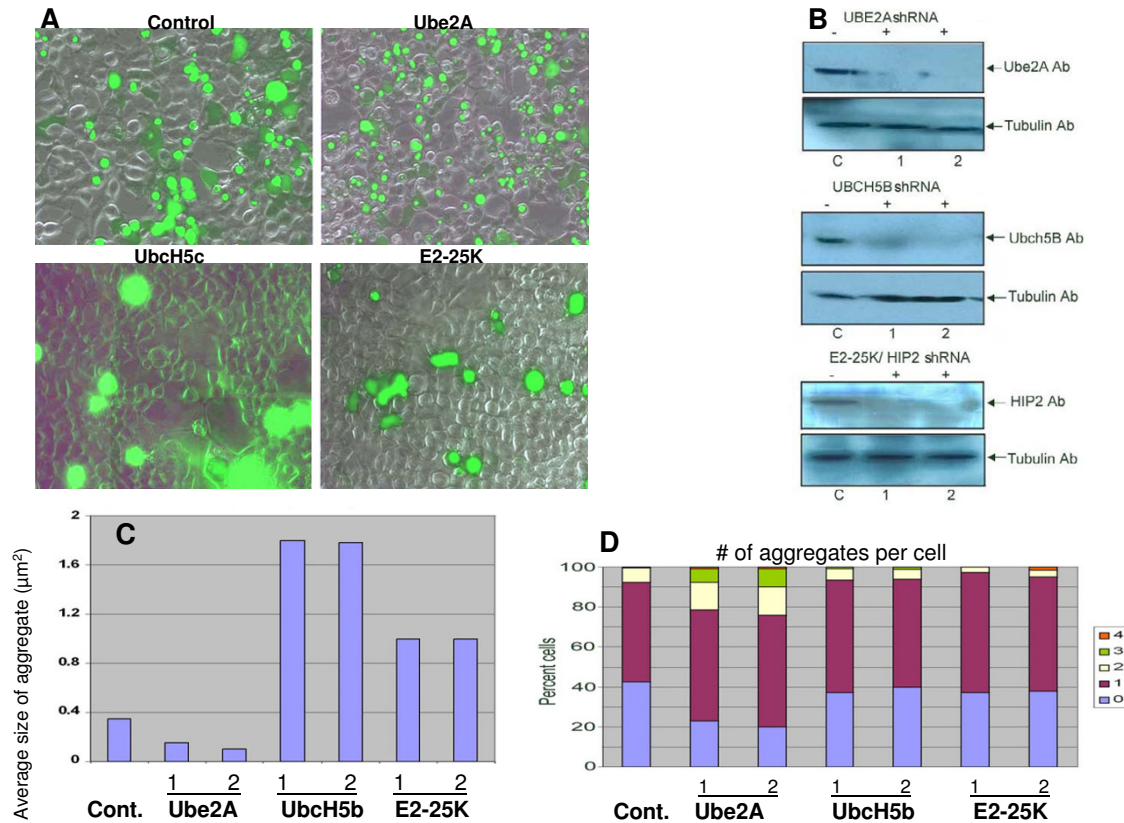 A
Control
Ube2A
UbcH5c
E2-25K
B
UBE2AshRNA
- + +
Ube2A Ab
Tubulin Ab
C 1 2
UBCH5BshRNA
- + +
Ubch5B Ab
Tubulin Ab
C 1 2
E2-25K/ HIP2 shRNA
- + +
HIP2 Ab
Tubulin Ab
C 1 2
C
Average size of aggregate (µm²)
2
1.6
1.2
0.8
0.4
0
1 2 1 2 1 2
Cont. Ube2A UbcH5b E2-25K
D
# of aggregates per cell
Percent cells
100
80
60
40
20
0
4
3
2
1
0
1 2 1 2 1 2
Cont. Ube2A UbcH5b E2-25K